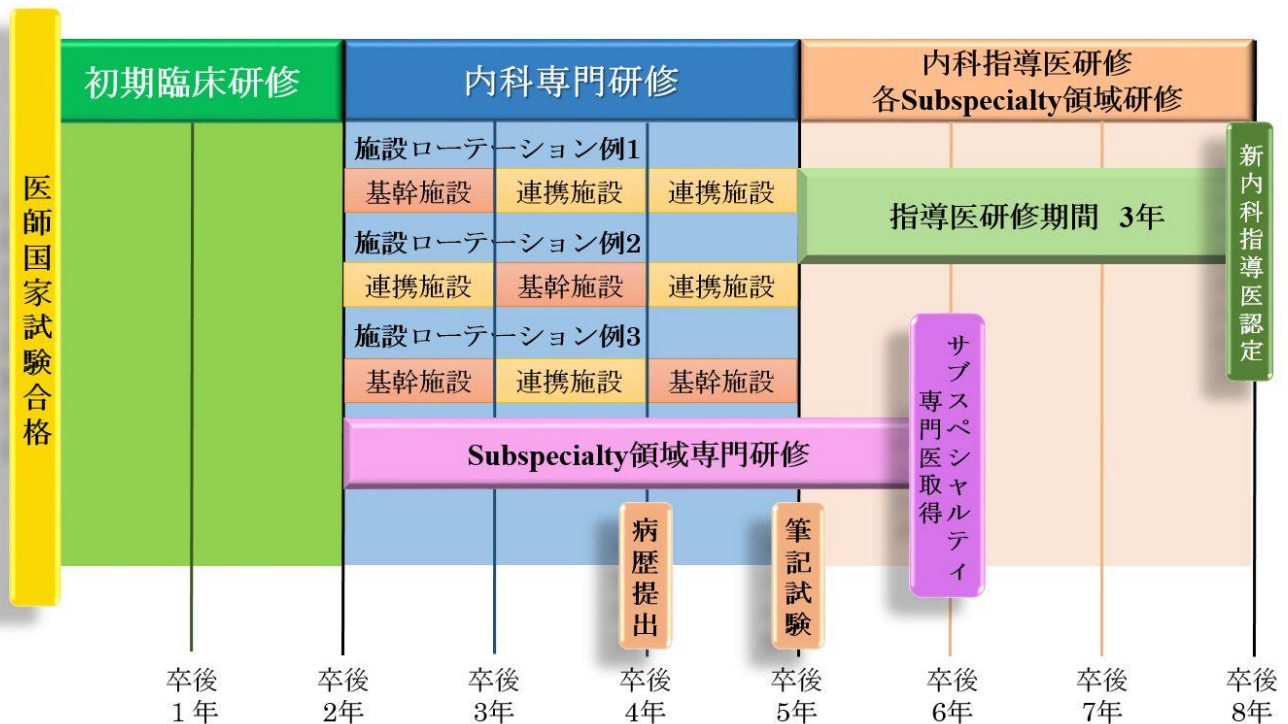 医師国家試験合格
初期臨床研修
内科専門研修
内科指導医研修
各Subspecialty領域研修
施設ローテーション例1
基幹施設
連携施設
連携施設
施設ローテーション例2
連携施設
基幹施設
連携施設
施設ローテーション例3
基幹施設
連携施設
基幹施設
指導医研修期間 3年
新内科指導医認定
Subspecialty領域専門研修
サブスペシャルティ
専門医取得
病歴提出
筆記試験
卒後
1年
卒後
2年
卒後
3年
卒後
4年
卒後
5年
卒後
6年
卒後
7年
卒後
8年